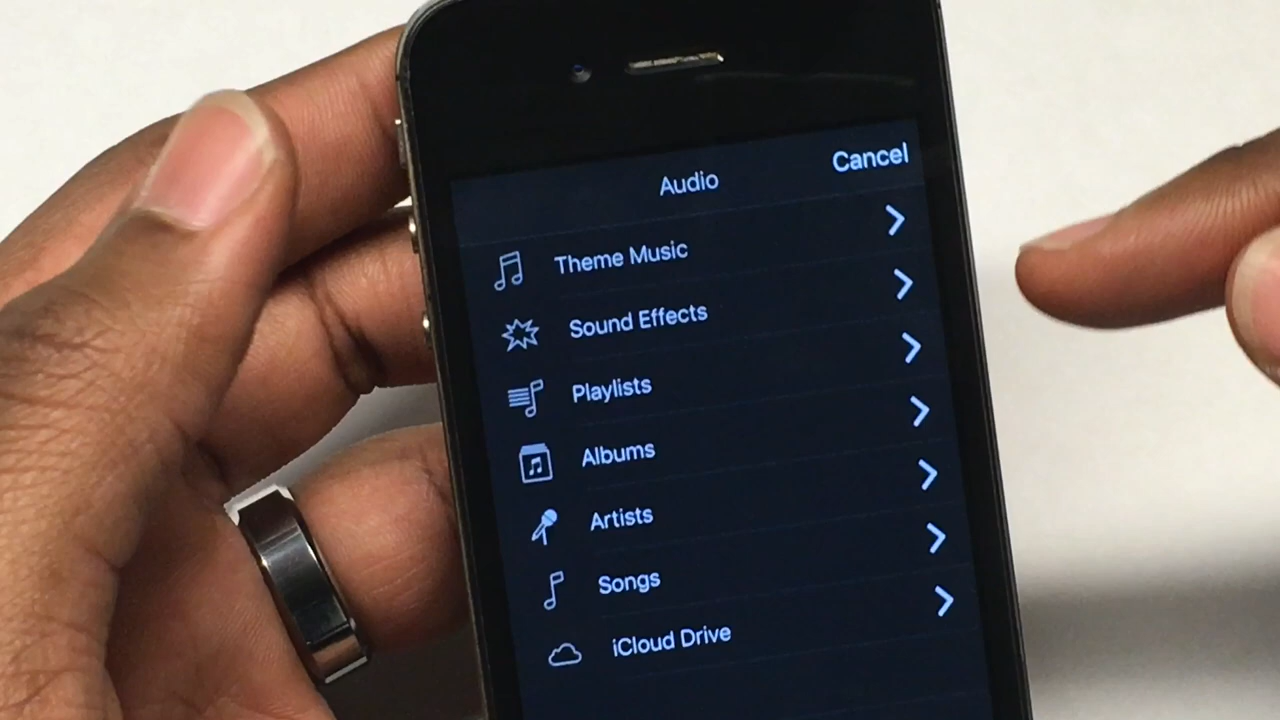 Audio
Cancel
Theme Music
Sound Effects
Playlists
Albums
Artists
Songs
iCloud Drive